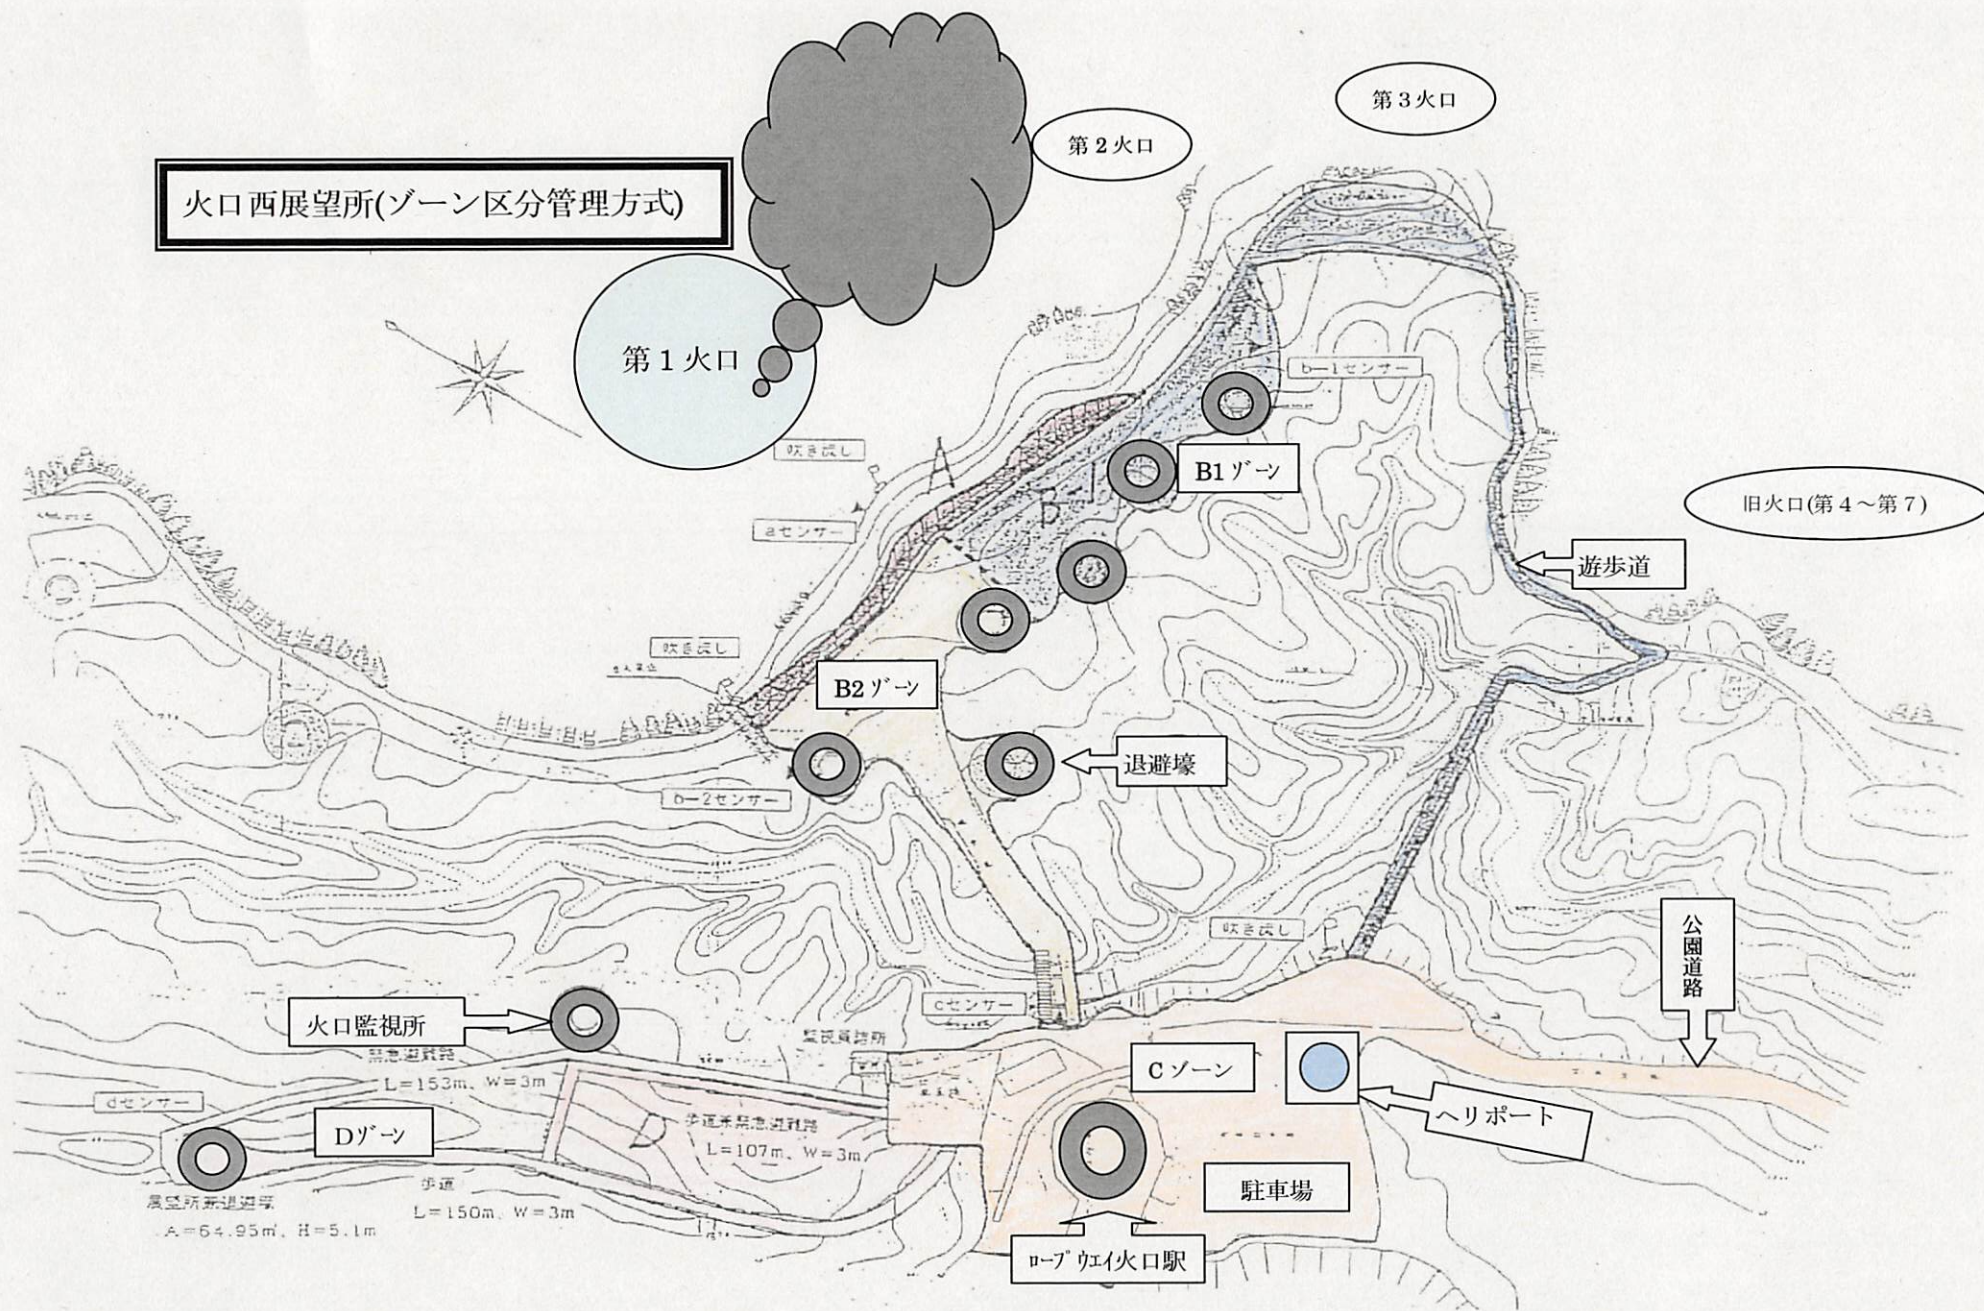 第3火口
第2火口
火口西展望所(ゾーン区分管理方式)
第1火口
b-1センサー
吹き流し
B1ゾーン
旧火口(第4～第7)
aセンサー
遊歩道
吹き流し
B2ゾーン
退避壕
b-2センサー
公園道路
吹き流し
cセンサー
火口監視所
監視員詰所
緊急避難路
L=153m、W=3m
Cゾーン
dセンサー
ヘリポート
Dゾーン
歩道兼緊急避難路
L=107m、W=3m
歩道
L=150m、W=3m
駐車場
展望所兼退避壕
A=64.95㎡、H=5.1m
ロープウェイ火口駅